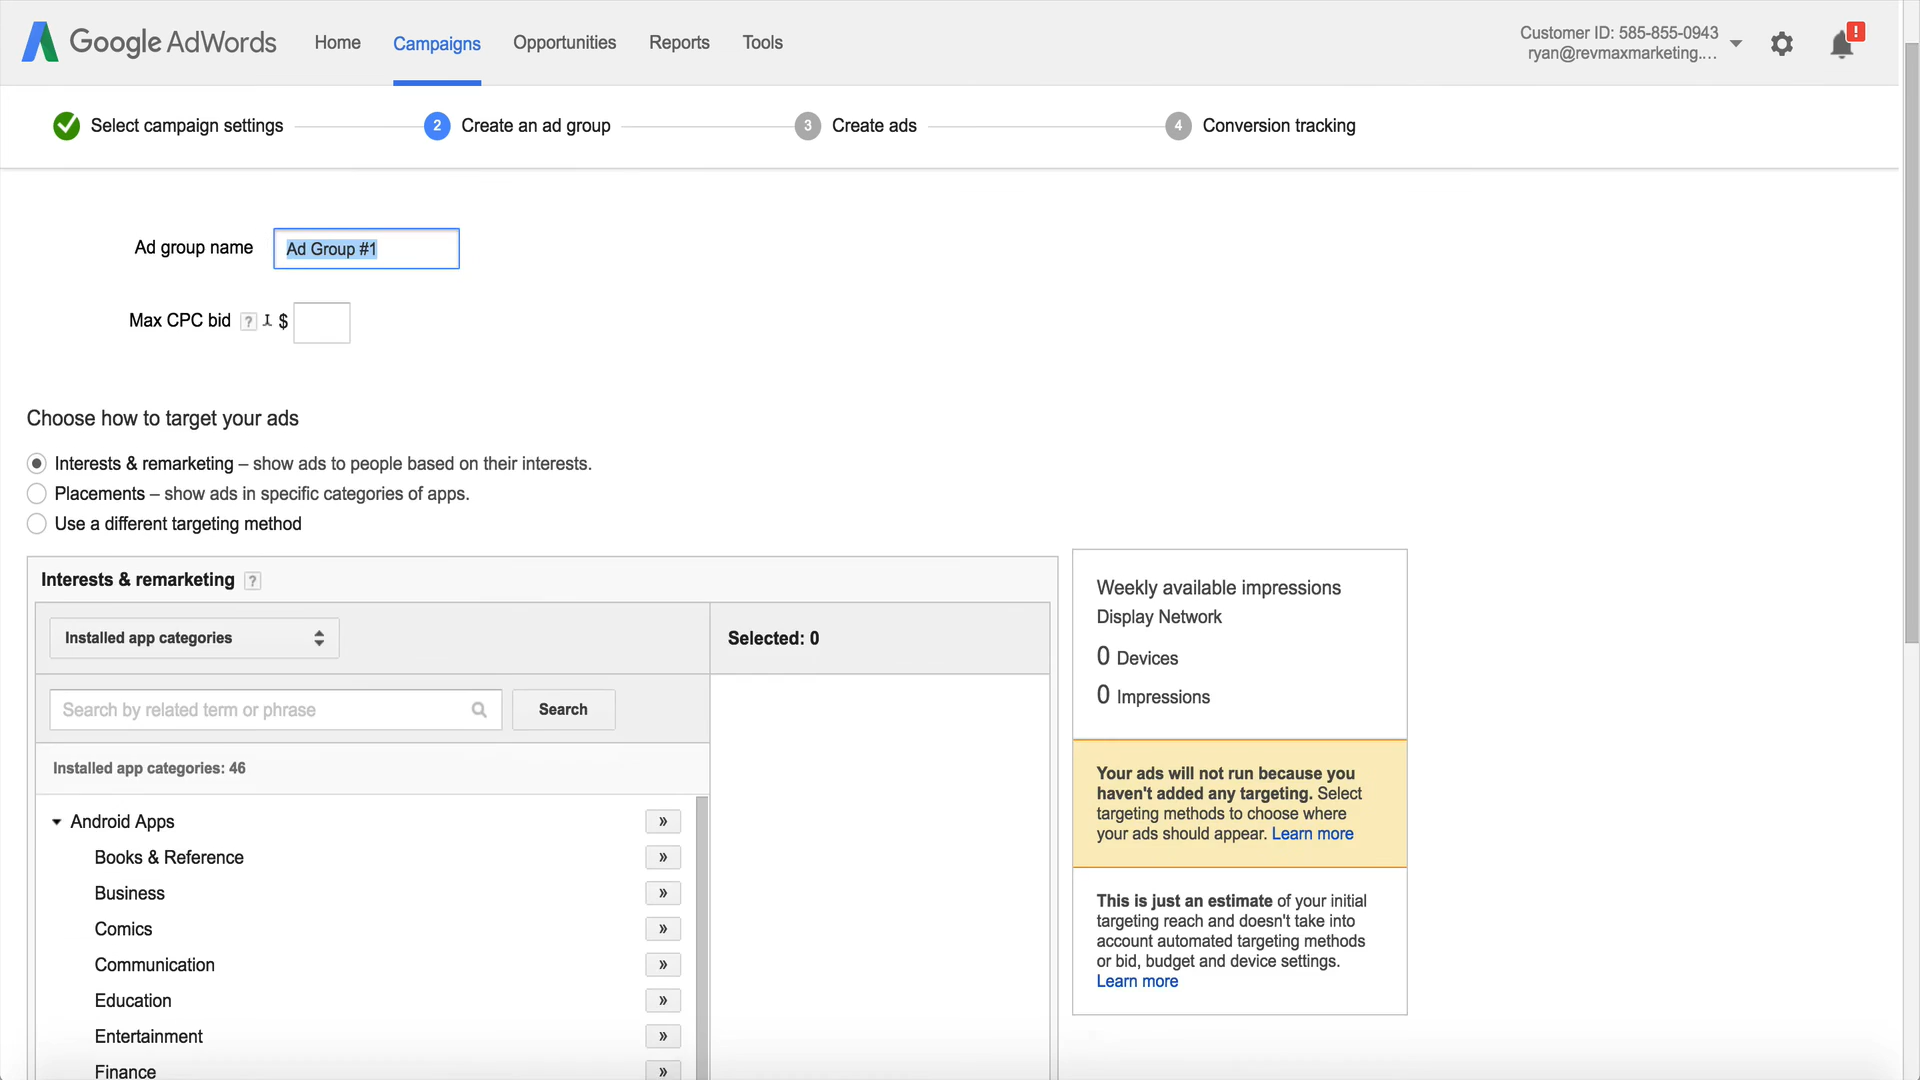 Google AdWords
Home
Campaigns
Opportunities
Reports
Tools
Customer ID: 585-855-0943
ryan@revmaxmarketing....
!
Select campaign settings
2 Create an ad group
3 Create ads
4 Conversion tracking
Ad group name
Ad Group #1
Max CPC bid ? $
Choose how to target your ads
Interests & remarketing – show ads to people based on their interests.
Placements – show ads in specific categories of apps.
Use a different targeting method
Interests & remarketing ?
Installed app categories
Selected: 0
Search by related term or phrase
Search
Installed app categories: 46
Android Apps »
Books & Reference »
Business »
Comics »
Communication »
Education »
Entertainment »
Finance »
Weekly available impressions
Display Network
0 Devices
0 Impressions
Your ads will not run because you
haven't added any targeting. Select
targeting methods to choose where
your ads should appear. Learn more
This is just an estimate of your initial
targeting reach and doesn't take into
account automated targeting methods
or bid, budget and device settings.
Learn more